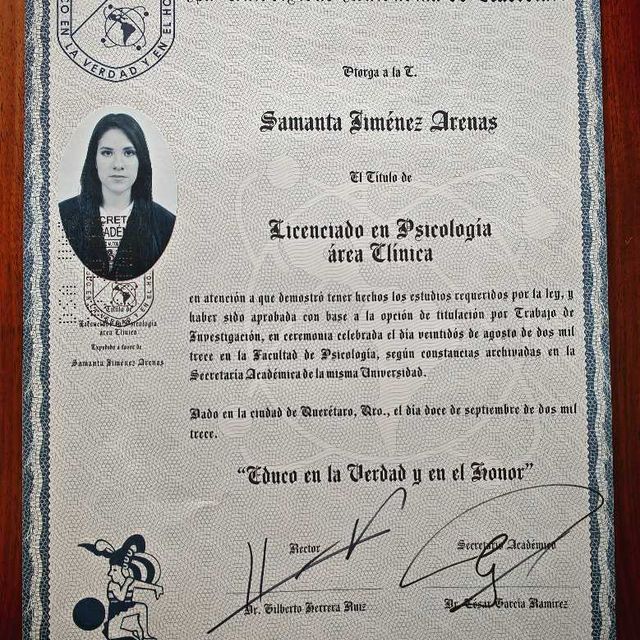 Otorga a la C.
Samanta Jiménez Arenas
El Título de
Licenciado en Psicología
área Clínica
en atención a que demostró tener hechos los estudios requeridos por la ley, y
haber sido aprobada con base a la opción de titulación por Trabajo de
Investigación, en ceremonia celebrada el día veintidós de agosto de dos mil
trece en la Facultad de Psicología, según constancias archivadas en la
Secretaría Académica de la misma Universidad.
Dado en la ciudad de Querétaro, Qro., el día doce de septiembre de dos mil
trece.
"Educo en la Verdad y en el Honor"
Rector
Secretario Académico
Dr. Gilberto Herrera Ruiz
Dr. César García Ramírez
EN LA VERDAD Y EN EL HO
Título de
Licenciado en Psicología
área Clínica
Expedido a favor de
Samanta Jiménez Arenas